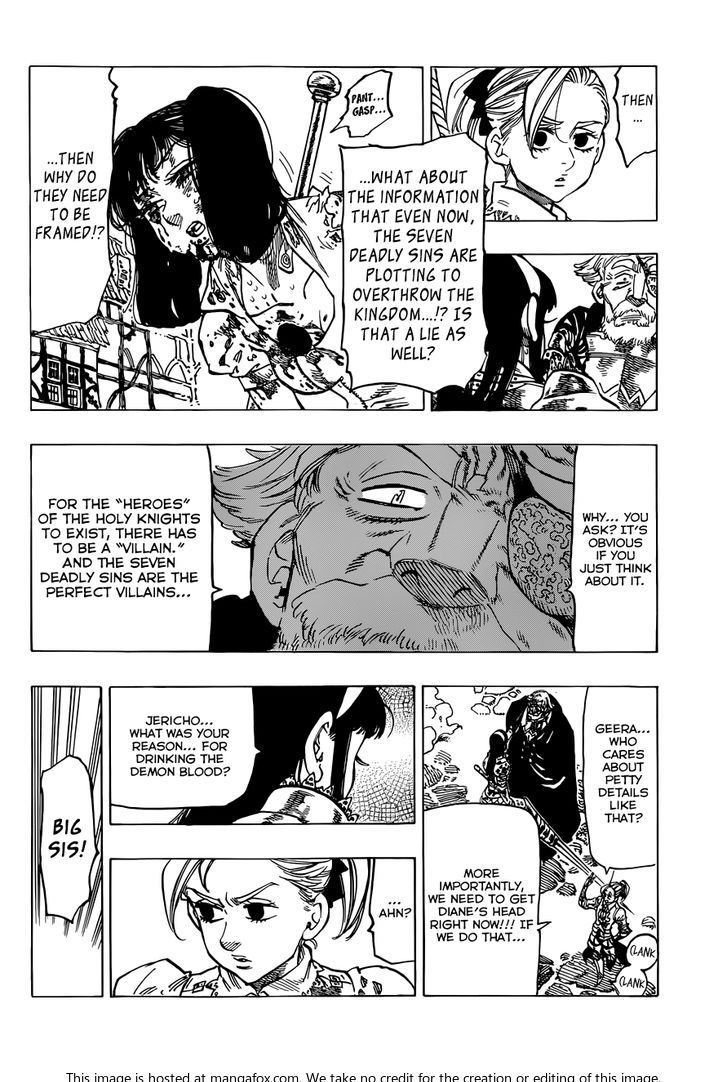 THEN
...
PANT...
GASP...
...WHAT ABOUT
THE INFORMATION
THAT EVEN NOW,
THE SEVEN
DEADLY SINS ARE
PLOTTING TO
OVERTHROW THE
KINGDOM...!? IS
THAT A LIE AS
WELL?
...THEN
WHY DO
THEY NEED
TO BE
FRAMED!?
WHY... YOU
ASK? IT'S
OBVIOUS
IF YOU
JUST THINK
ABOUT IT.
FOR THE "HEROES"
OF THE HOLY KNIGHTS
TO EXIST, THERE HAS
TO BE A "VILLAIN."
AND THE SEVEN
DEADLY SINS ARE THE
PERFECT VILLAINS...
GEERA...
WHO
CARES
ABOUT
PETTY
DETAILS
LIKE
THAT?
MORE
IMPORTANTLY,
WE NEED TO GET
DIANE'S HEAD
RIGHT NOW!!! IF
WE DO THAT...
CLANK
CLANK
JERICHO...
WHAT WAS YOUR
REASON... FOR
DRINKING THE
DEMON BLOOD?
...
AHN?
BIG
SIS!
This image is hosted at mangafox.com. We take no credit for the creation or editing of this image.